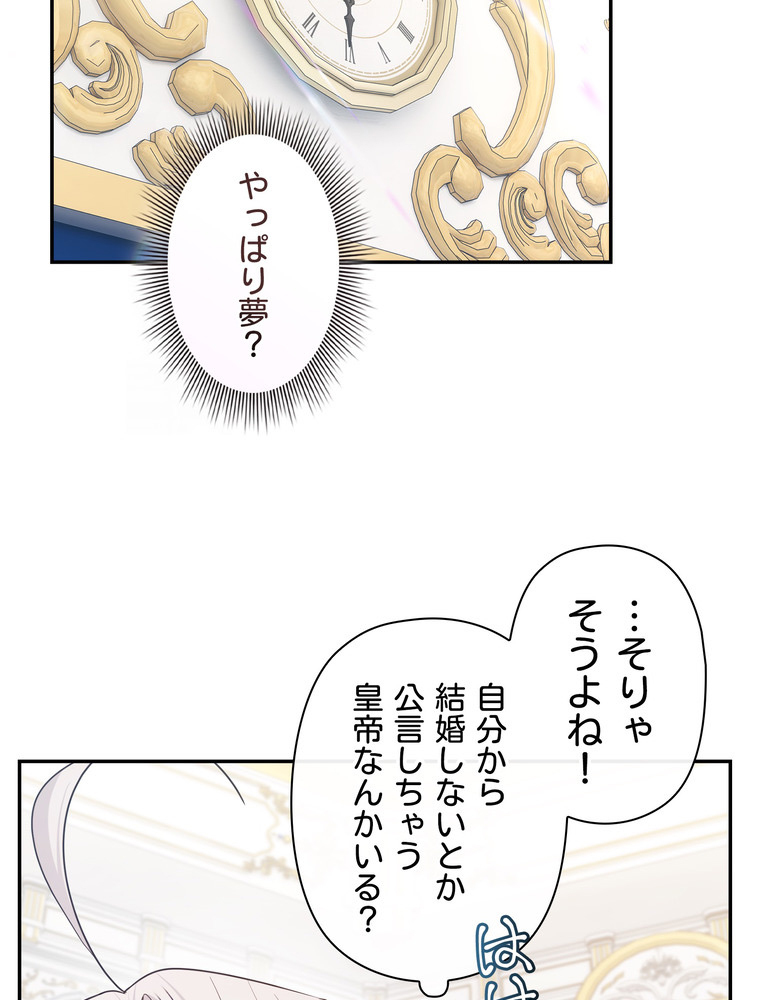 やっぱり夢？
…そりゃ
そうよね！
自分から
結婚しないとか
公言しちゃう
皇帝なんかいる？
は